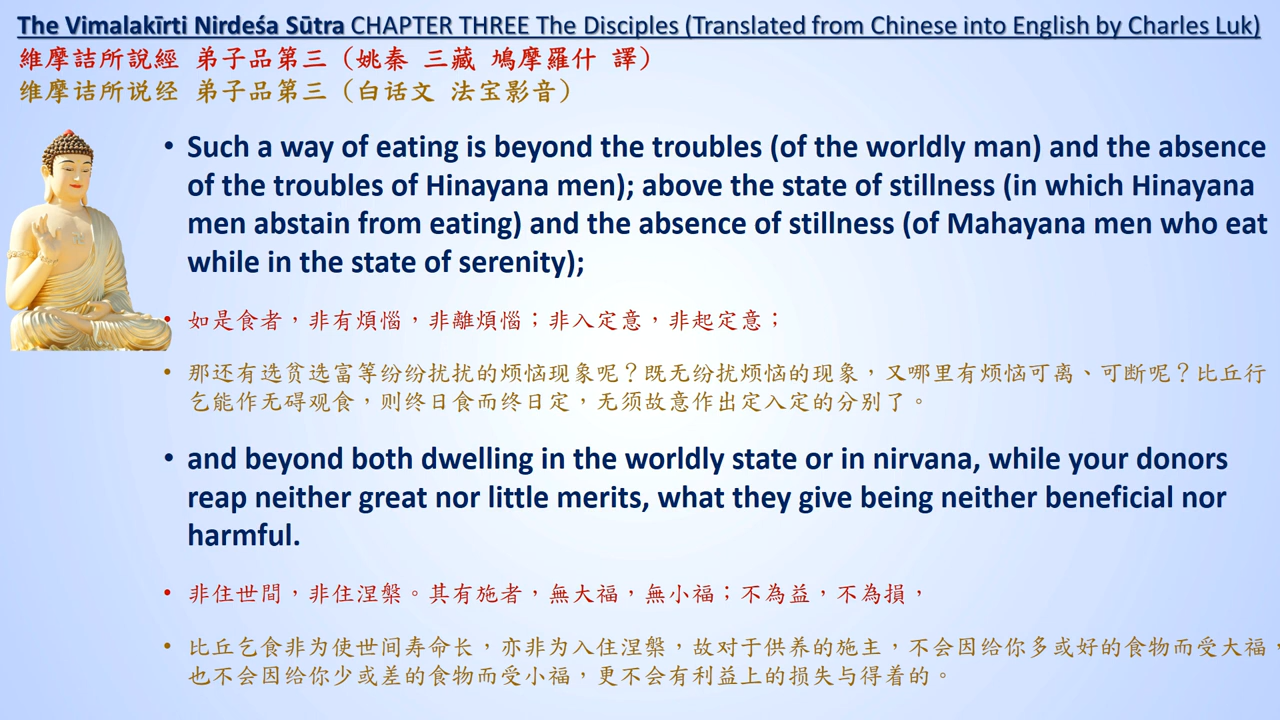 The Vimalakīrti Nirdeśa Sūtra CHAPTER THREE The Disciples (Translated from Chinese into English by Charles Luk)
維摩詰所說經 弟子品第三（姚秦 三藏 鳩摩羅什 譯）
维摩诘所说经 弟子品第三（白话文 法宝影音）
• Such a way of eating is beyond the troubles (of the worldly man) and the absence
of the troubles of Hinayana men); above the state of stillness (in which Hinayana
men abstain from eating) and the absence of stillness (of Mahayana men who eat
while in the state of serenity);
• 如是食者，非有煩惱，非離煩惱；非入定意，非起定意；
• 那还有选贫选富等纷纷扰扰的烦恼现象呢？既无纷扰烦恼的现象，又哪里有烦恼可离、可断呢？比丘行
乞能作无碍观食，则终日食而终日定，无须故意作出定入定的分别了。
• and beyond both dwelling in the worldly state or in nirvana, while your donors
reap neither great nor little merits, what they give being neither beneficial nor
harmful.
• 非住世間，非住涅槃。其有施者，無大福，無小福；不為益，不為損，
• 比丘乞食非为使世间寿命长，亦非为入住涅槃，故对于供养的施主，不会因给你多或好的食物而受大福，
也不会因给你少或差的食物而受小福，更不会有利益上的损失与得着的。